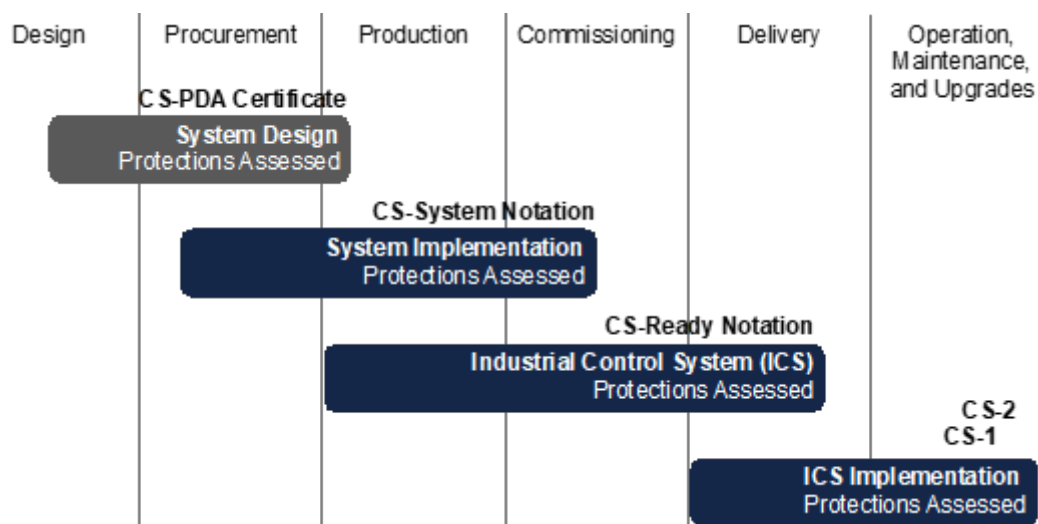 Design
Procurement
Production
Commissioning
Delivery
Operation,
Maintenance,
and Upgrades
CS-PDA Certificate
System Design
Protections Assessed
CS-System Notation
System Implementation
Protections Assessed
CS-Ready Notation
Industrial Control System (ICS)
Protections Assessed
CS-2
CS-1
ICS Implementation
Protections Assessed